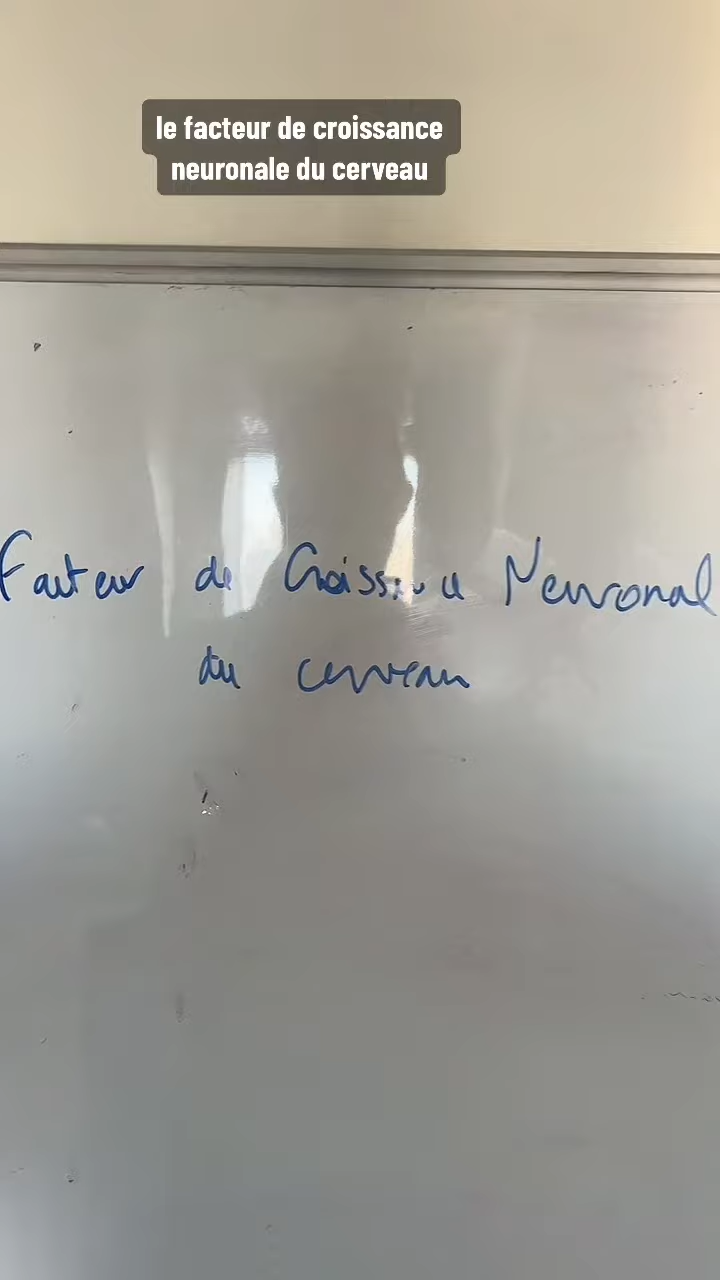 le facteur de croissance
neuronale du cerveau
Facteur de Croissance Neuronal
du cerveau